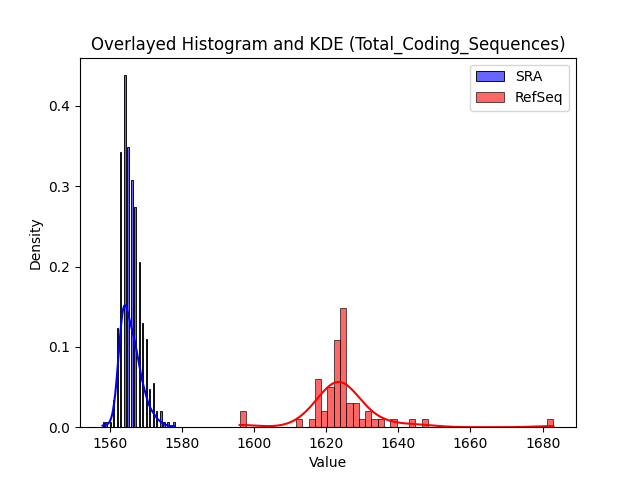 Overlayed Histogram and KDE (Total_Coding_Sequences)
SRA
RefSeq
0.4
0.3
0.2
0.1
0.0
Density
1560 1580 1600 1620 1640 1660 1680
Value